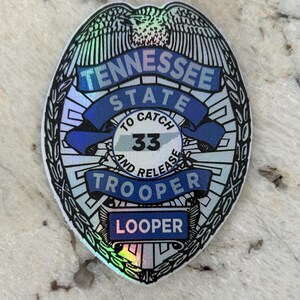 TENNESSEE
STATE
TO CATCH
33
AND RELEASE
TROOPER
LOOPER